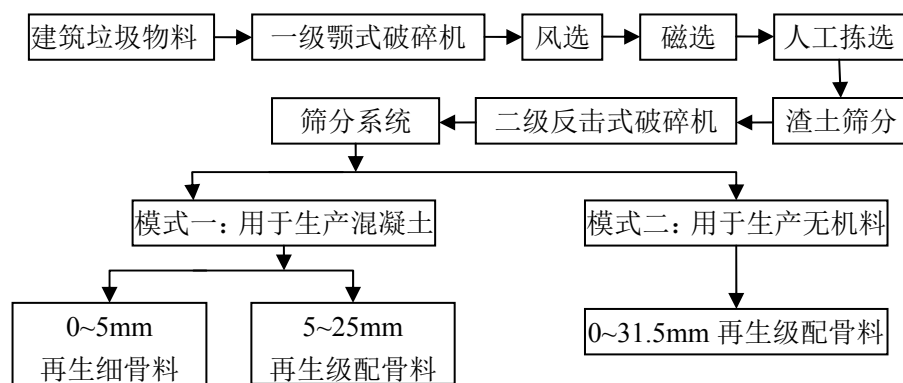 建筑垃圾物料
一级颚式破碎机
风选
磁选
人工拣选
筛分系统
二级反击式破碎机
渣土筛分
模式一：用于生产混凝土
模式二：用于生产无机料
0~5mm
再生细骨料
5~25mm
再生级配骨料
0~31.5mm 再生级配骨料